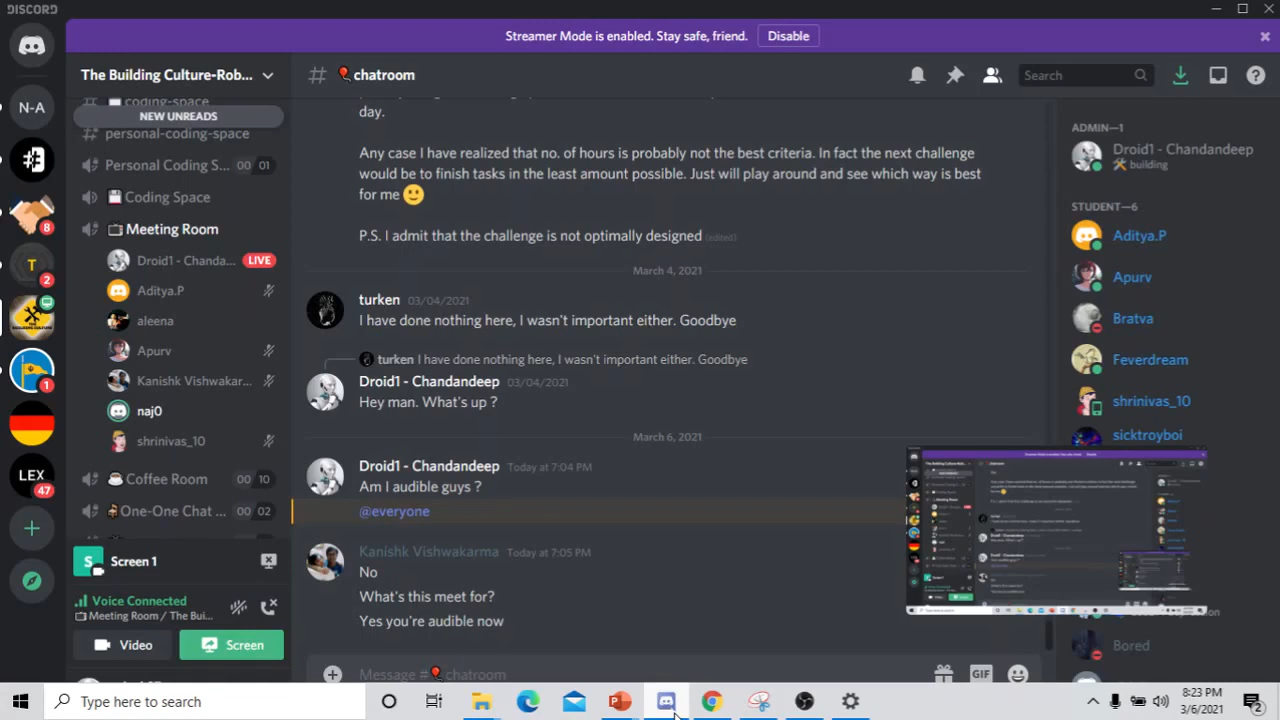 DISCORD
Streamer Mode is enabled. Stay safe, friend.
Disable
The Building Culture-Rob...
# chatroom
Search
N-A
coding-space
NEW UNREADS
personal-coding-space
Personal Coding S... 00 01
Coding Space
Meeting Room
Droid1 - Chanda... LIVE
Aditya.P
aleena
Apurv
Kanishk Vishwakar...
naj0
shrinivas_10
Coffee Room 00 10
One-One Chat ... 00 02
8
T
2
1
LEX
47
S
Screen 1
Voice Connected
Meeting Room / The Bui...
Video
Screen
day.
Any case I have realized that no. of hours is probably not the best criteria. In fact the next challenge
would be to finish tasks in the least amount possible. Just will play around and see which way is best
for me
P.S. I admit that the challenge is not optimally designed (edited)
March 4, 2021
turken 03/04/2021
I have done nothing here, I wasn't important either. Goodbye
turken I have done nothing here, I wasn't important either. Goodbye
Droid1 - Chandandeep 03/04/2021
Hey man. What's up ?
March 6, 2021
Droid1 - Chandandeep Today at 7:04 PM
Am I audible guys ?
@everyone
Kanishk Vishwakarma Today at 7:05 PM
No
What's this meet for?
Yes you're audible now
Message # chatroom
GIF
ADMIN—1
Droid1 - Chandandeep
building
STUDENT—6
Aditya.P
Apurv
Bratva
Feverdream
shrinivas_10
sicktroyboi
Bored
Type here to search
8:23 PM
3/6/2021
2